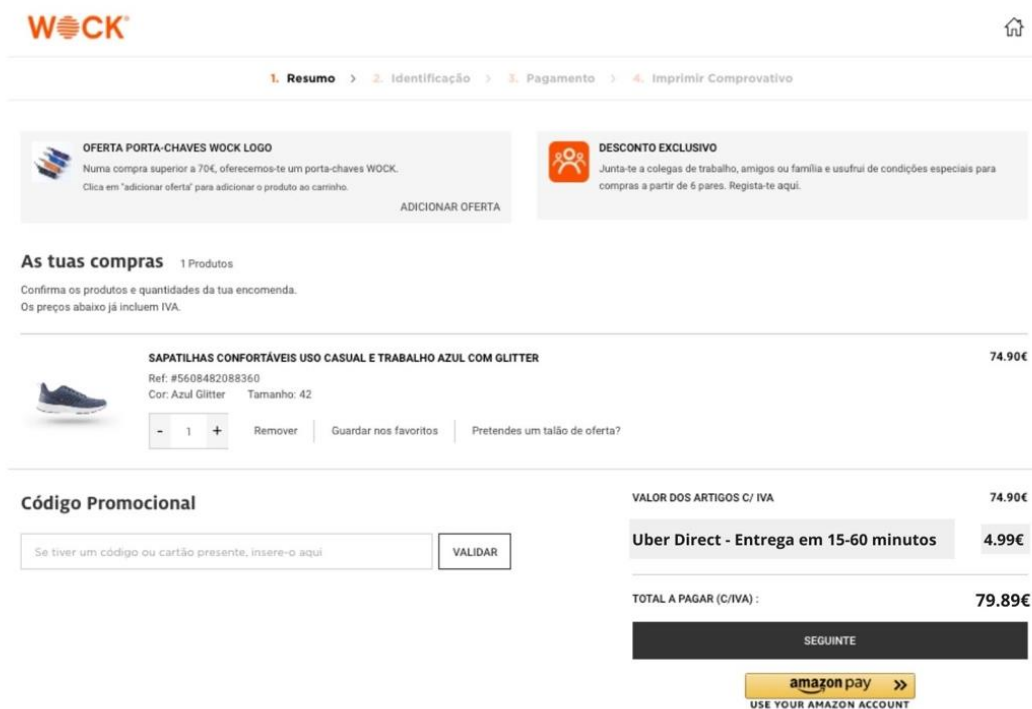 WOCK®
1. Resumo > 2. Identificação > 3. Pagamento > 4. Imprimir Comprovativo
OFERTA PORTA-CHAVES WOCK LOGO
Numa compra superior a 70€, oferecemos-te um porta-chaves WOCK.
Clica em "adicionar oferta" para adicionar o produto ao carrinho.
ADICIONAR OFERTA
DESCONTO EXCLUSIVO
Junta-te a colegas de trabalho, amigos ou família e usufrui de condições especiais para
compras a partir de 6 pares. Regista-te aqui.
As tuas compras 1 Produtos
Confirma os produtos e quantidades da tua encomenda.
Os preços abaixo já incluem IVA.
SAPATILHAS CONFORTÁVEIS USO CASUAL E TRABALHO AZUL COM GLITTER 74.90€
Ref: #5608482088360
Cor: Azul Glitter Tamanho: 42
- 1 + Remover Guardar nos favoritos Pretendes um talão de oferta?
Código Promocional
Se tiver um código ou cartão presente, insere-o aqui VALIDAR
VALOR DOS ARTIGOS C/ IVA 74.90€
Uber Direct - Entrega em 15-60 minutos 4.99€
TOTAL A PAGAR (C/IVA) : 79.89€
SEGUINTE
amazon pay »
USE YOUR AMAZON ACCOUNT